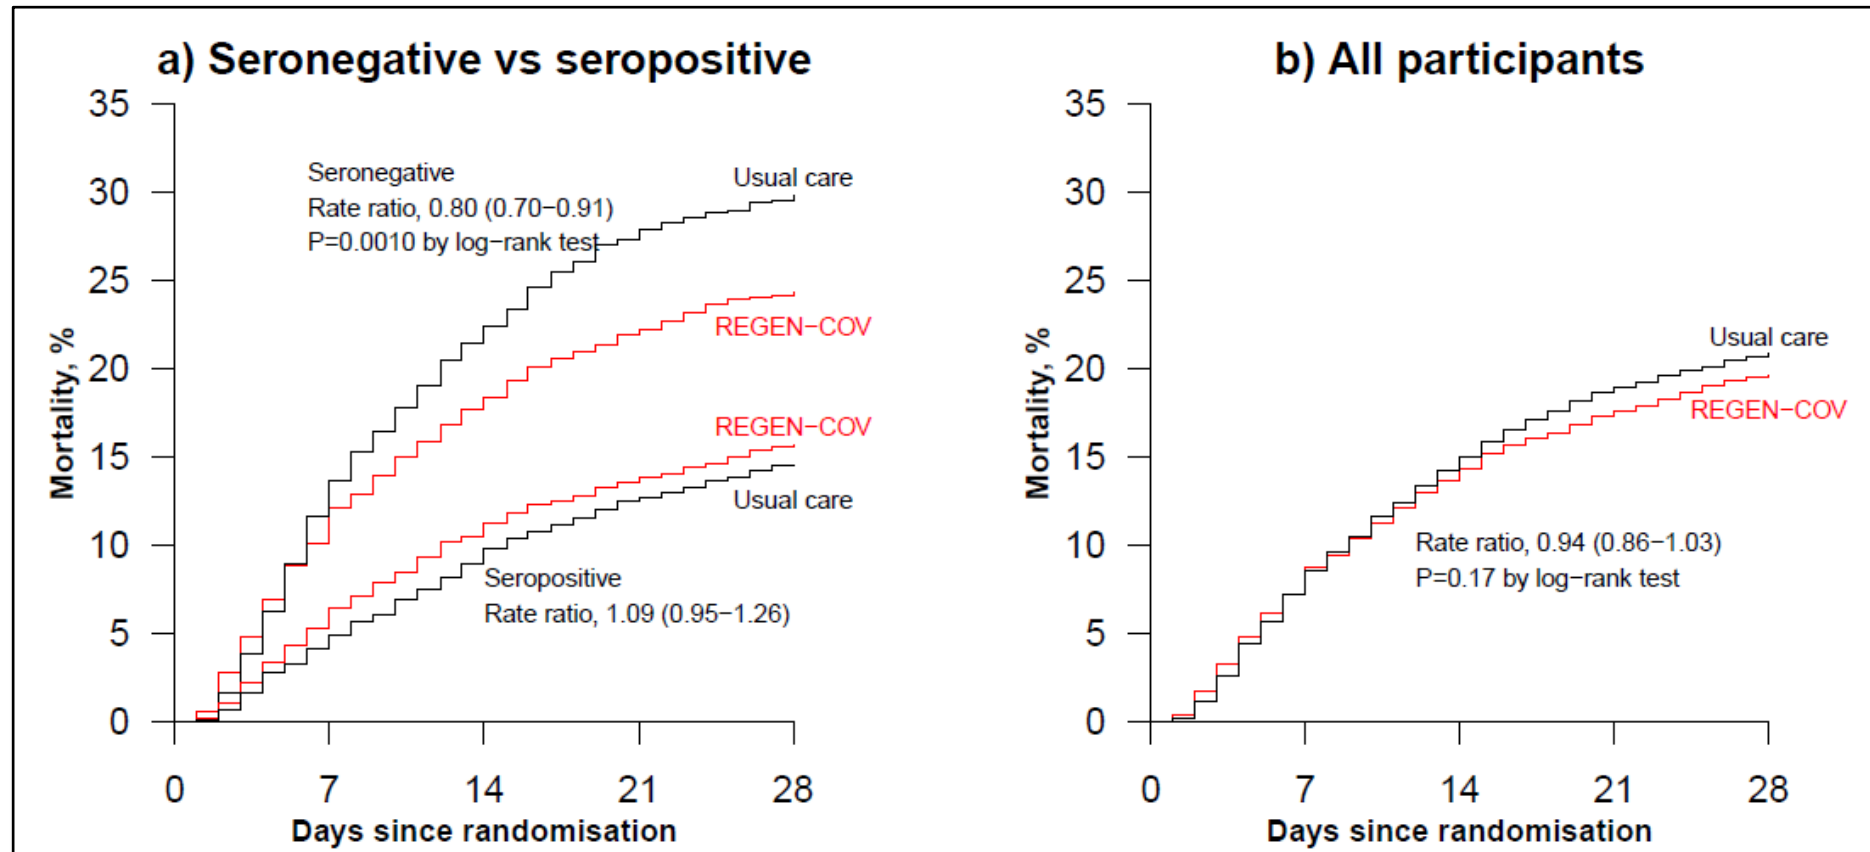 a) Seronegative vs seropositive
35
30
25
20
15
10
5
0
Mortality, %
Seronegative
Rate ratio, 0.80 (0.70−0.91)
P=0.0010 by log−rank test
Usual care
REGEN−COV
REGEN−COV
Usual care
Seropositive
Rate ratio, 1.09 (0.95−1.26)
0 7 14 21 28
Days since randomisation
b) All participants
35
30
25
20
15
10
5
0
Mortality, %
Usual care
REGEN−COV
Rate ratio, 0.94 (0.86−1.03)
P=0.17 by log−rank test
0 7 14 21 28
Days since randomisation